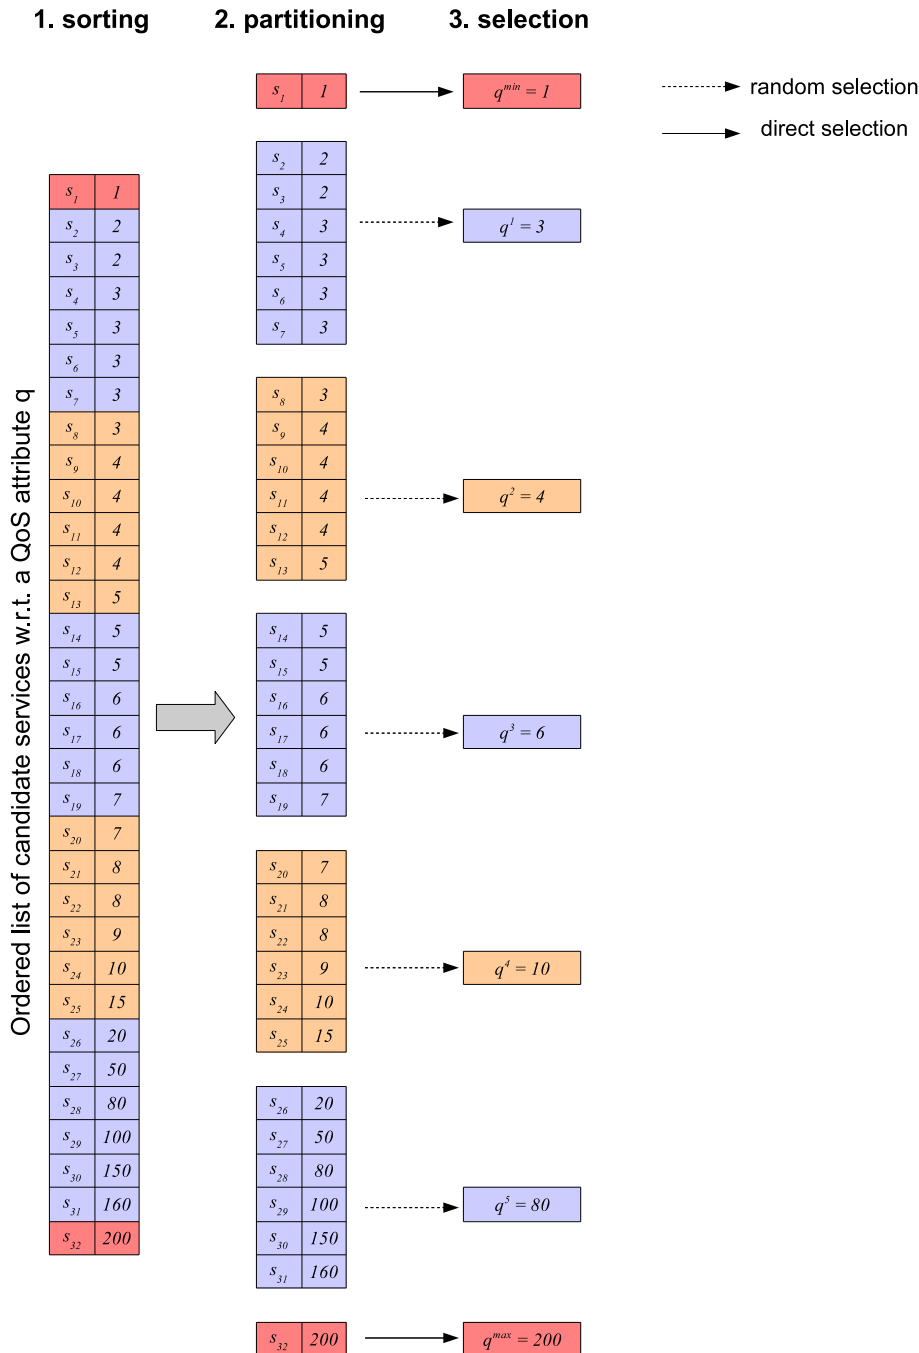 1. sorting 2. partitioning 3. selection
random selection
direct selection
Ordered list of candidate services w.r.t. a QoS attribute q
s1 1
s2 2
s3 2
s4 3
s5 3
s6 3
s7 3
s8 3
s9 4
s10 4
s11 4
s12 4
s13 5
s14 5
s15 5
s16 6
s17 6
s18 6
s19 7
s20 7
s21 8
s22 8
s23 9
s24 10
s25 15
s26 20
s27 50
s28 80
s29 100
s30 150
s31 160
s32 200
s1 1
s2 2
s3 2
s4 3
s5 3
s6 3
s7 3
s8 3
s9 4
s10 4
s11 4
s12 4
s13 5
s14 5
s15 5
s16 6
s17 6
s18 6
s19 7
s20 7
s21 8
s22 8
s23 9
s24 10
s25 15
s26 20
s27 50
s28 80
s29 100
s30 150
s31 160
s32 200
q^min = 1
q^1 = 3
q^2 = 4
q^3 = 6
q^4 = 10
q^5 = 80
q^max = 200